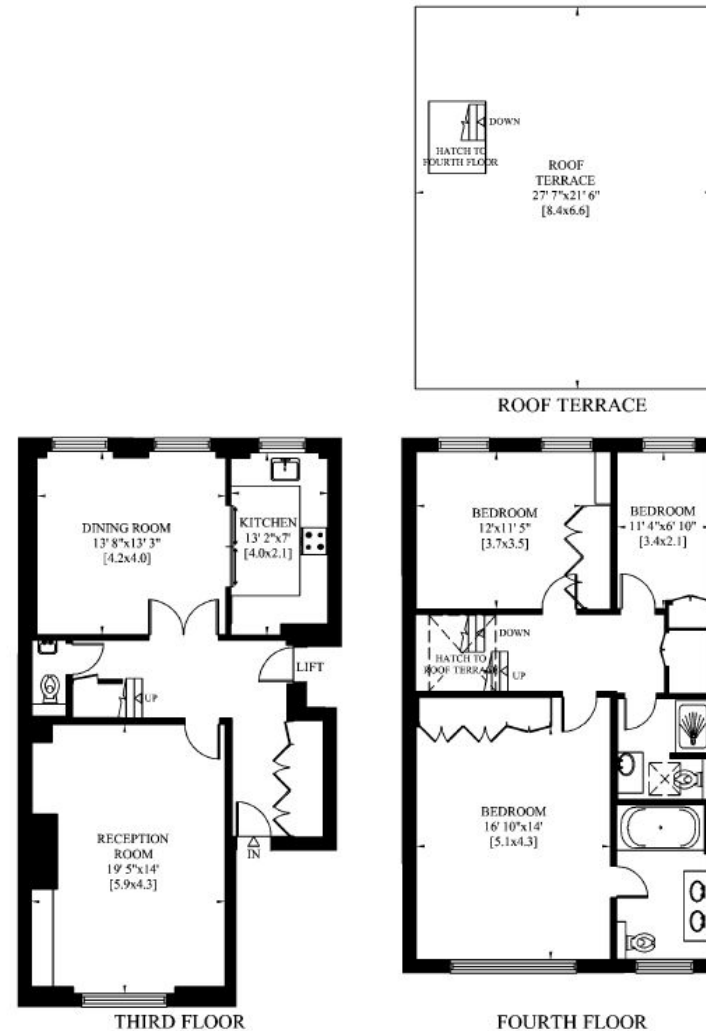 DOWN
HATCH TO
FOURTH FLOOR
ROOF
TERRACE
27' 7"x21' 6"
[8.4x6.6]
ROOF TERRACE
DINING ROOM
13' 8"x13' 3"
[4.2x4.0]
KITCHEN
13' 2"x7'
[4.0x2.1]
LIFT
UP
RECEPTION
ROOM
19' 5"x14'
[5.9x4.3]
IN
THIRD FLOOR
BEDROOM
12'x11' 5"
[3.7x3.5]
BEDROOM
11' 4"x6' 10"
[3.4x2.1]
DOWN
HATCH TO
ROOF TERRACE
UP
BEDROOM
16' 10"x14'
[5.1x4.3]
FOURTH FLOOR